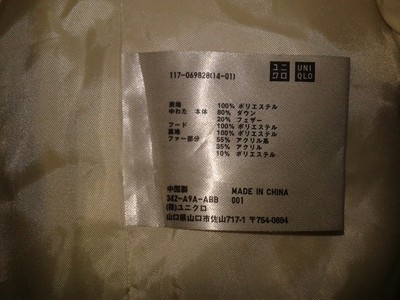 117-069828(14-01)
ユニクロ UNIQLO
表地 100% ポリエステル
中わた 本体 80% ダウン
20% フェザー
フード 100% ポリエステル
裏地 100% ポリエステル
ファー部分 55% アクリル系
35% アクリル
10% ポリエステル
中国製 MADE IN CHINA
342-A9A-ABB 001
(株)ユニクロ
山口県山口市佐山717-1 〒754-0894